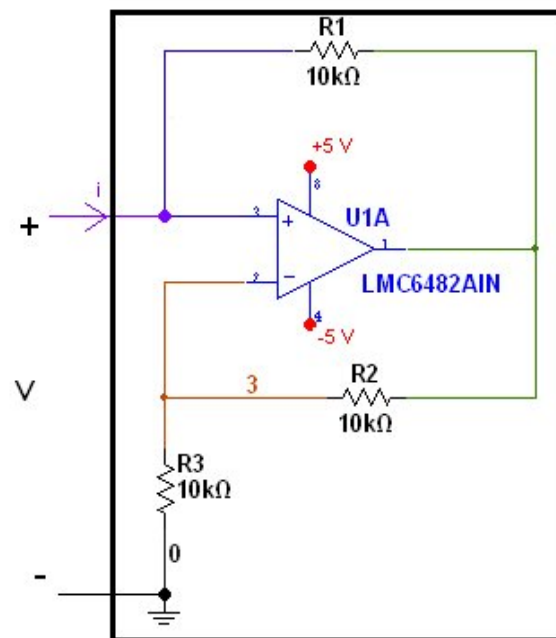 R1
10kΩ
+5 V
i
8
3
+
U1A
+
1
2
-
LMC6482AIN
4
-5 V
3
R2
V
10kΩ
R3
10kΩ
0
-